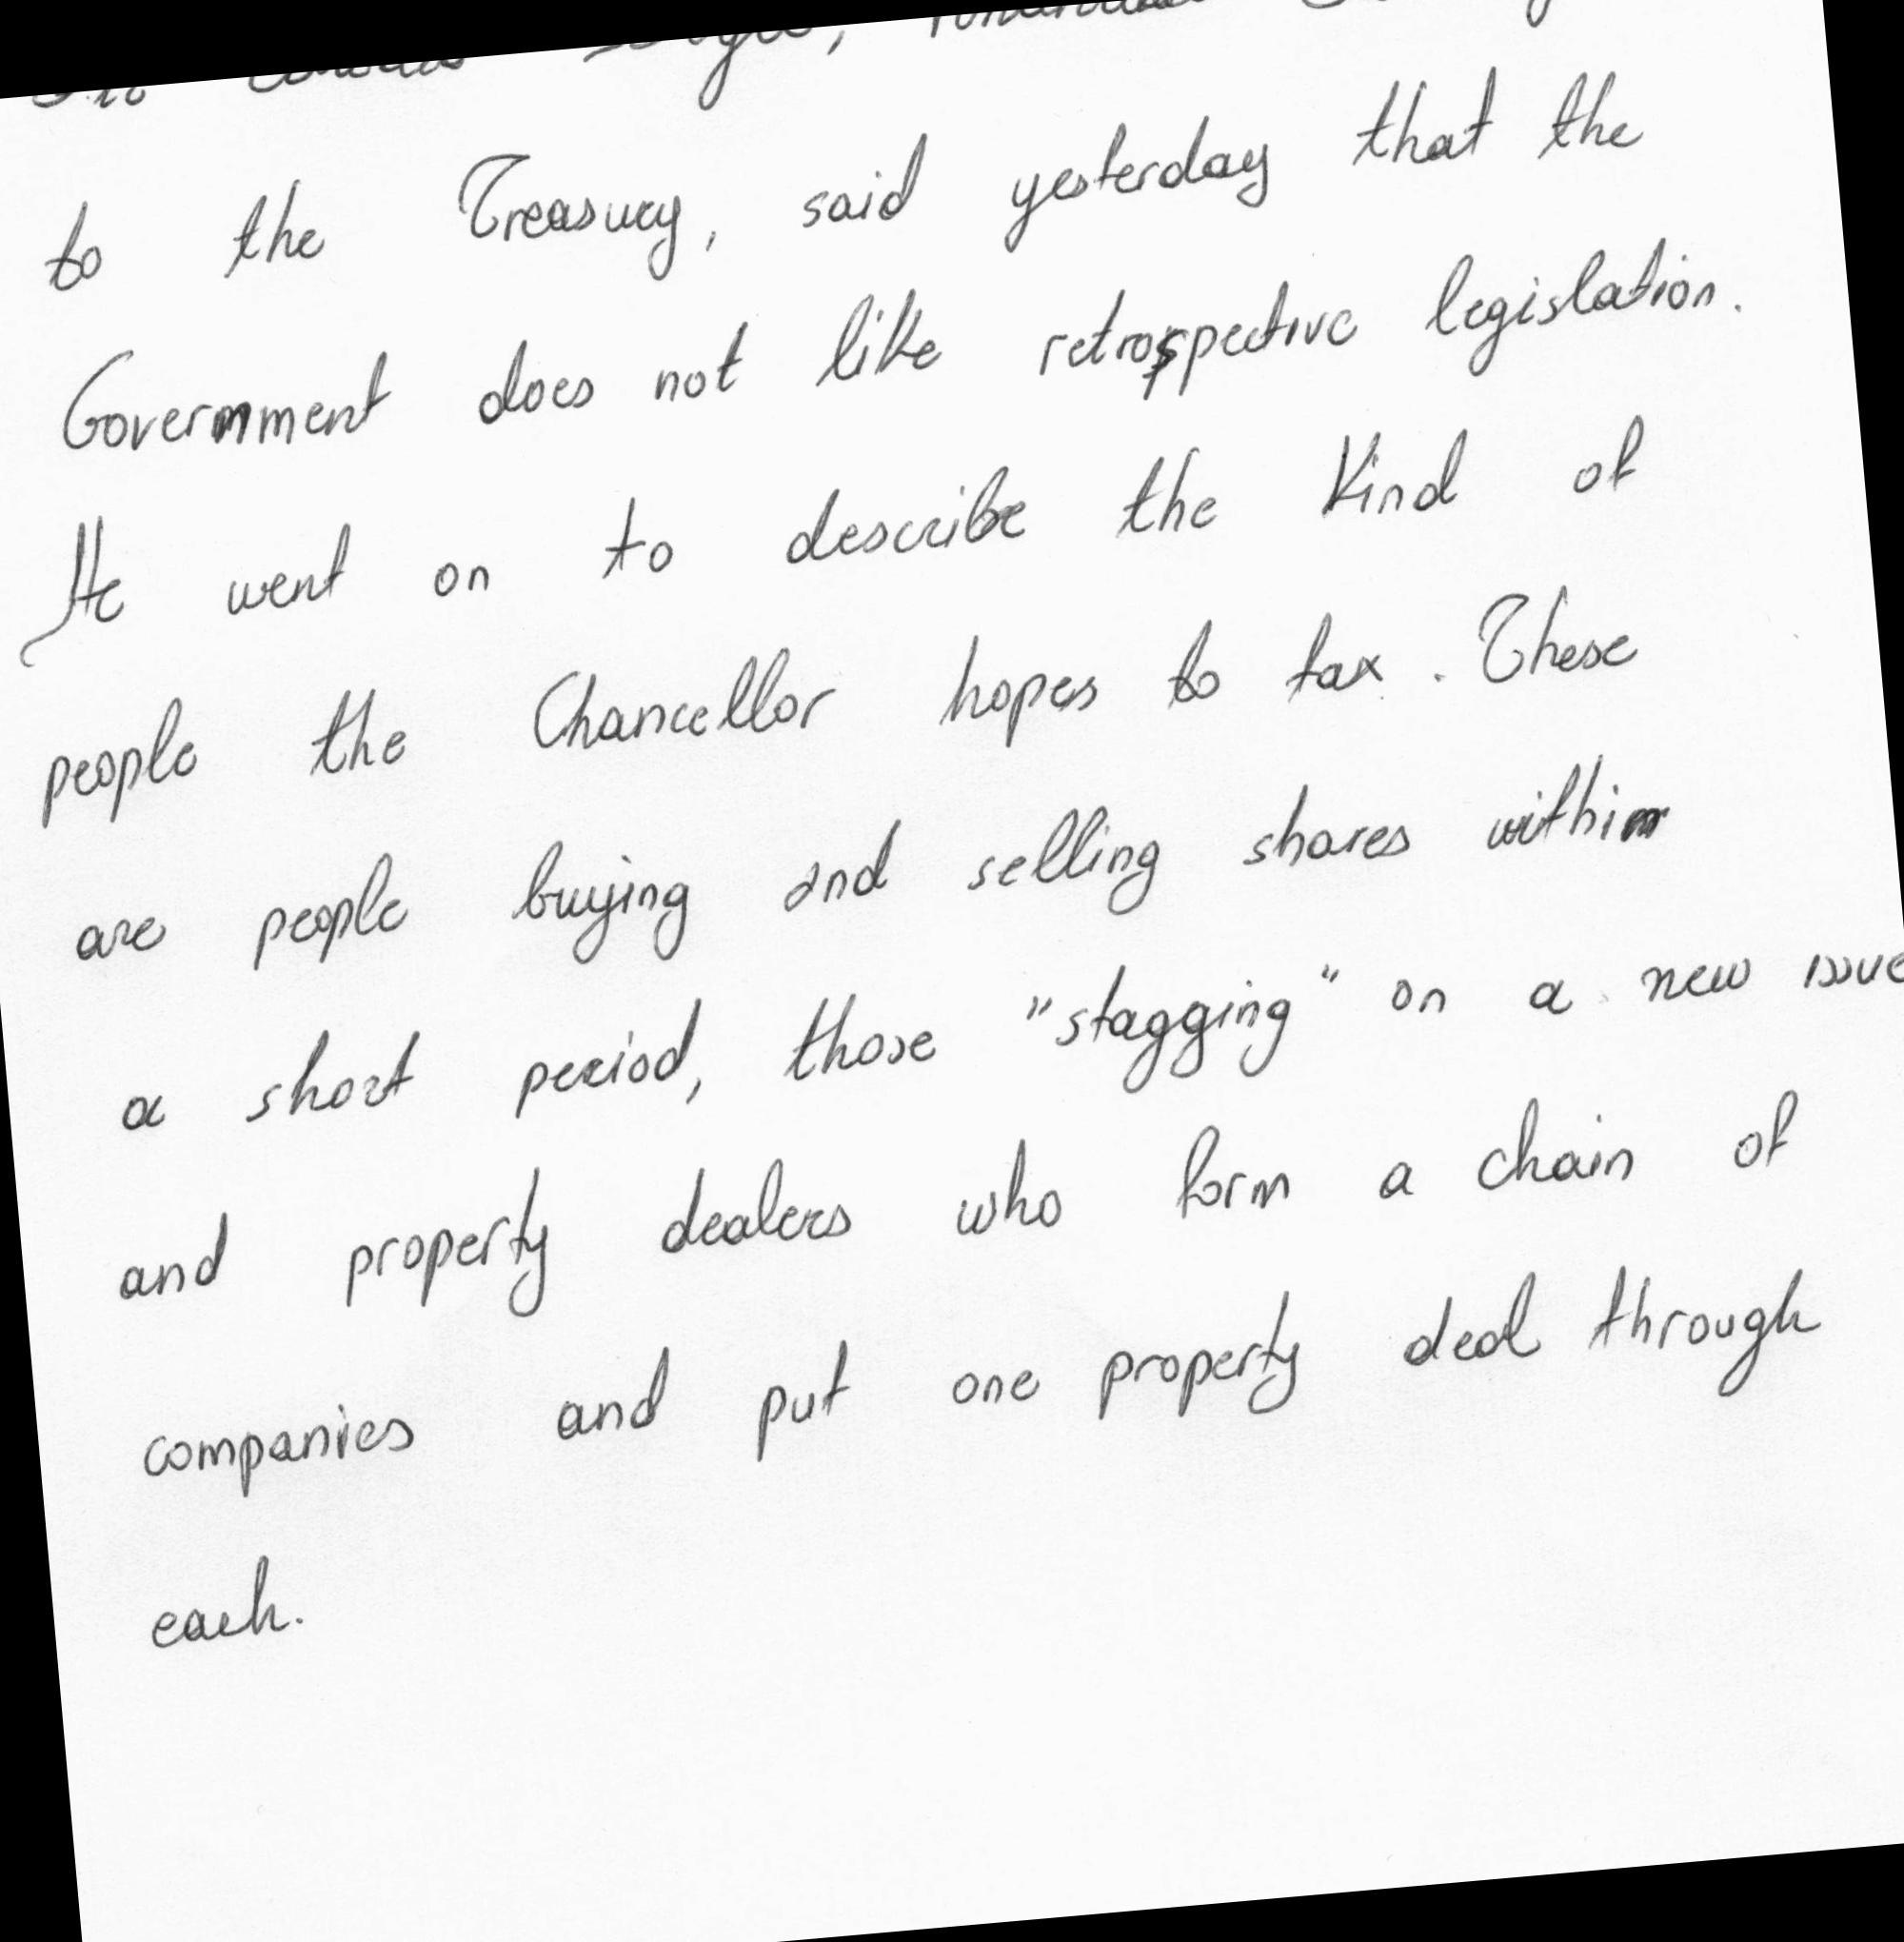 to the Treasury, said yesterday that the
Government does not like retrospective legislation.
He went on to describe the kind of
people the Chancellor hopes to tax. These
are people buying and selling shares within
a short period, those "stagging" on a new issue
and property dealers who form a chain of
companies and put one property deal through
each.